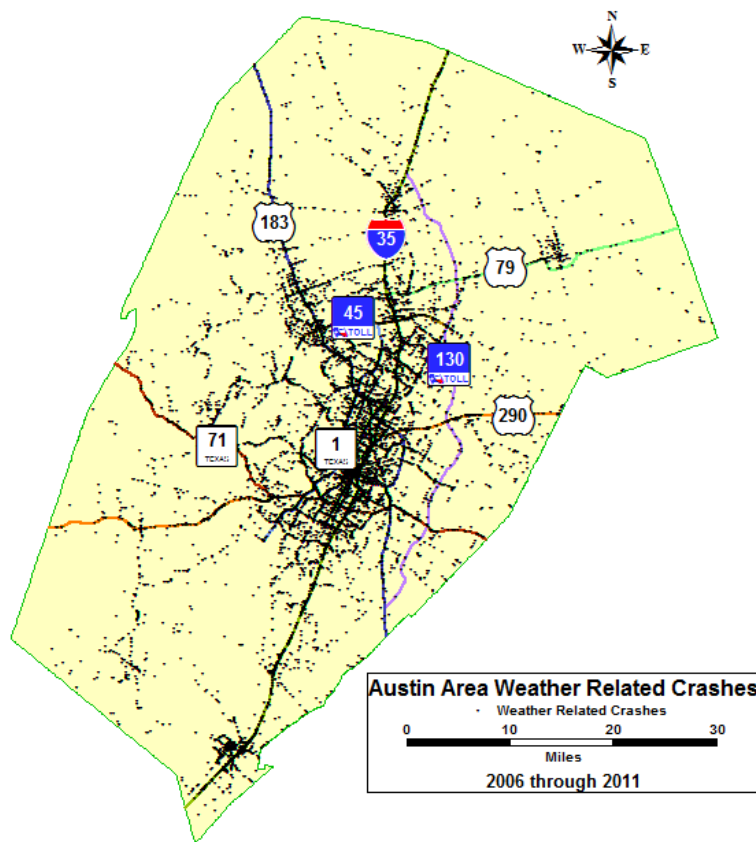 N
W E
S
183
35
79
45
TOLL
130
TOLL
290
71
TEXAS
1
TEXAS
Austin Area Weather Related Crashes
Weather Related Crashes
0 10 20 30
Miles
2006 through 2011